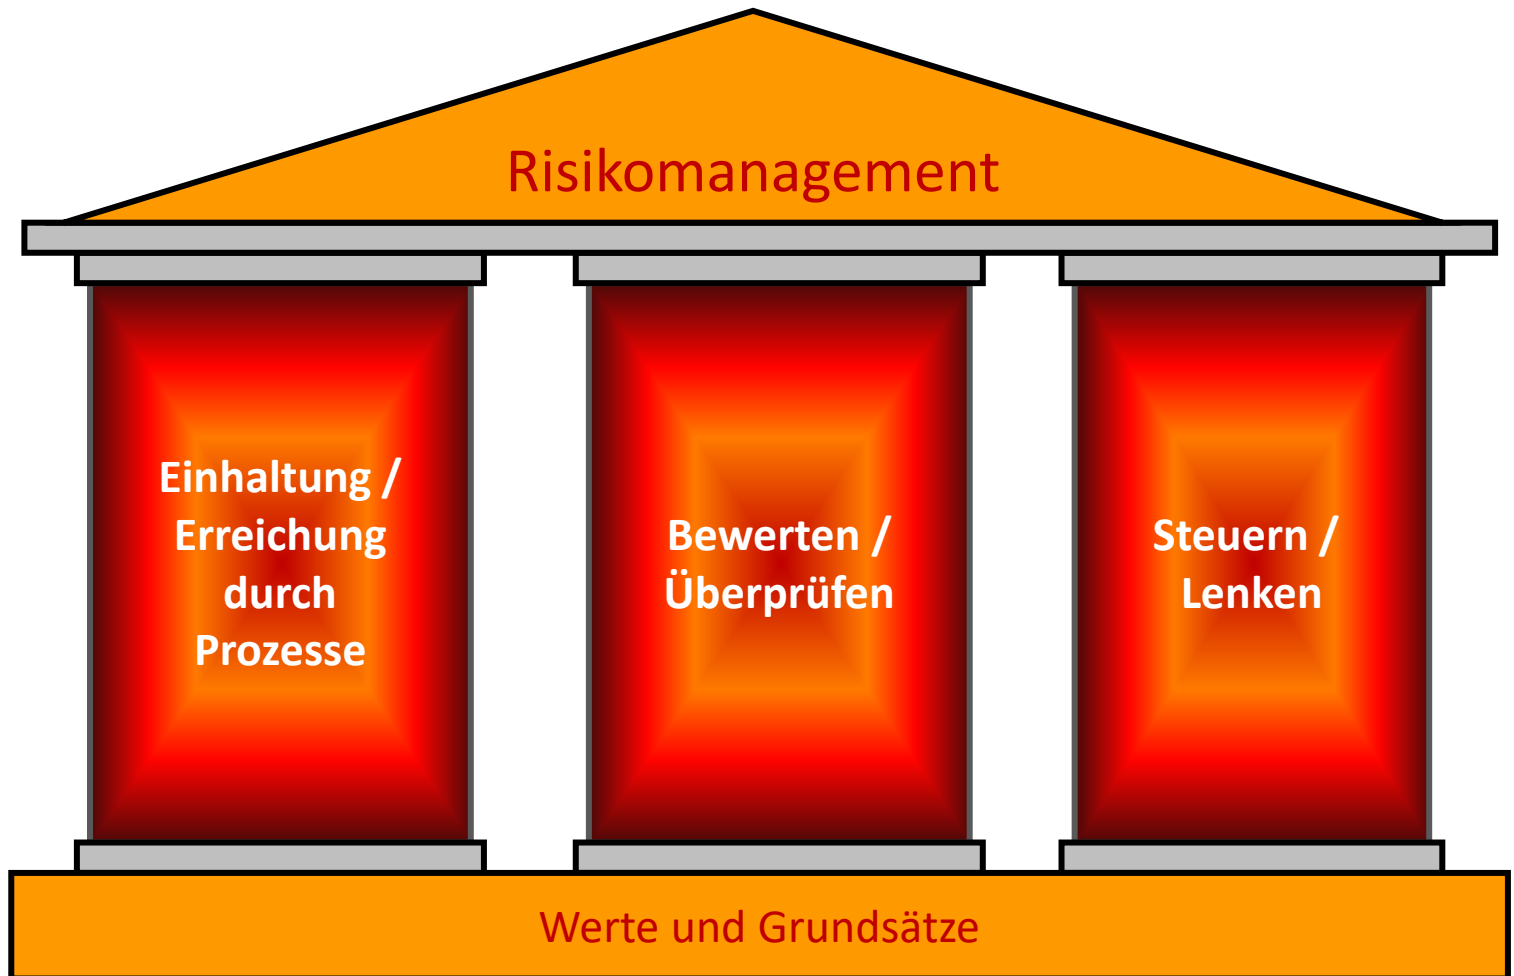 Risikomanagement
Einhaltung /
Erreichung
durch
Prozesse
Bewerten /
Überprüfen
Steuern /
Lenken
Werte und Grundsätze